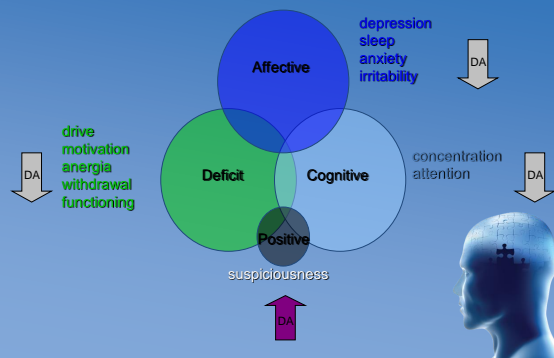 depression
sleep
anxiety
irritability
DA
Affective
drive
motivation
anergia
withdrawal
functioning
DA
Deficit
Cognitive
concentration
attention
DA
Positive
suspiciousness
DA